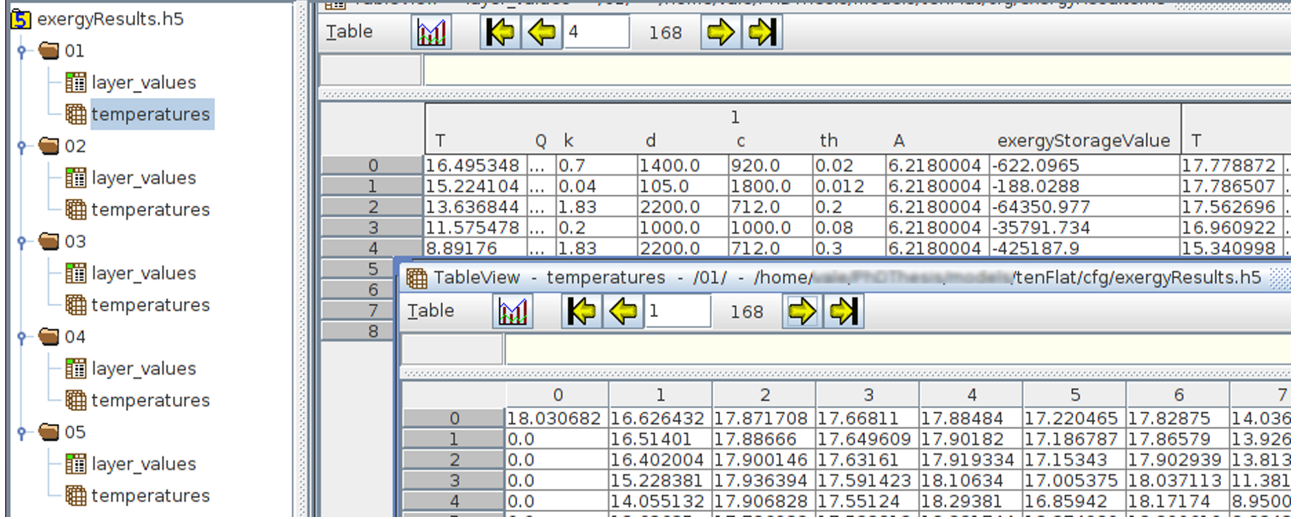 exergyResults.h5
01
layer_values
temperatures
02
layer_values
temperatures
03
layer_values
temperatures
04
layer_values
temperatures
05
layer_values
temperatures
Table 4 168
1
T Q k d c th A exergyStorageValue T
0 16.495348 ... 0.7 1400.0 920.0 0.02 6.2180004 -622.0965 17.778872
1 15.224104 ... 0.04 105.0 1800.0 0.012 6.2180004 -188.0288 17.786507
2 13.636844 ... 1.83 2200.0 712.0 0.2 6.2180004 -64350.977 17.562696
3 11.575478 ... 0.2 1000.0 1000.0 0.08 6.2180004 -35791.734 16.960922
4 8.89176 ... 1.83 2200.0 712.0 0.3 6.2180004 -425187.9 15.340998
5
6
7
8
TableView - temperatures - /01/ - /home/ /tenFlat/cfg/exergyResults.h5
Table 1 168
0 1 2 3 4 5 6 7
0 18.030682 16.626432 17.871708 17.66811 17.88484 17.220465 17.82875 14.036
1 0.0 16.51401 17.88666 17.649609 17.90182 17.186787 17.86579 13.926
2 0.0 16.402004 17.900146 17.63161 17.919334 17.15343 17.902939 13.813
3 0.0 15.228381 17.936394 17.591423 18.10634 17.005375 18.037113 11.381
4 0.0 14.055132 17.906828 17.55124 18.29381 16.85942 18.17174 8.9500